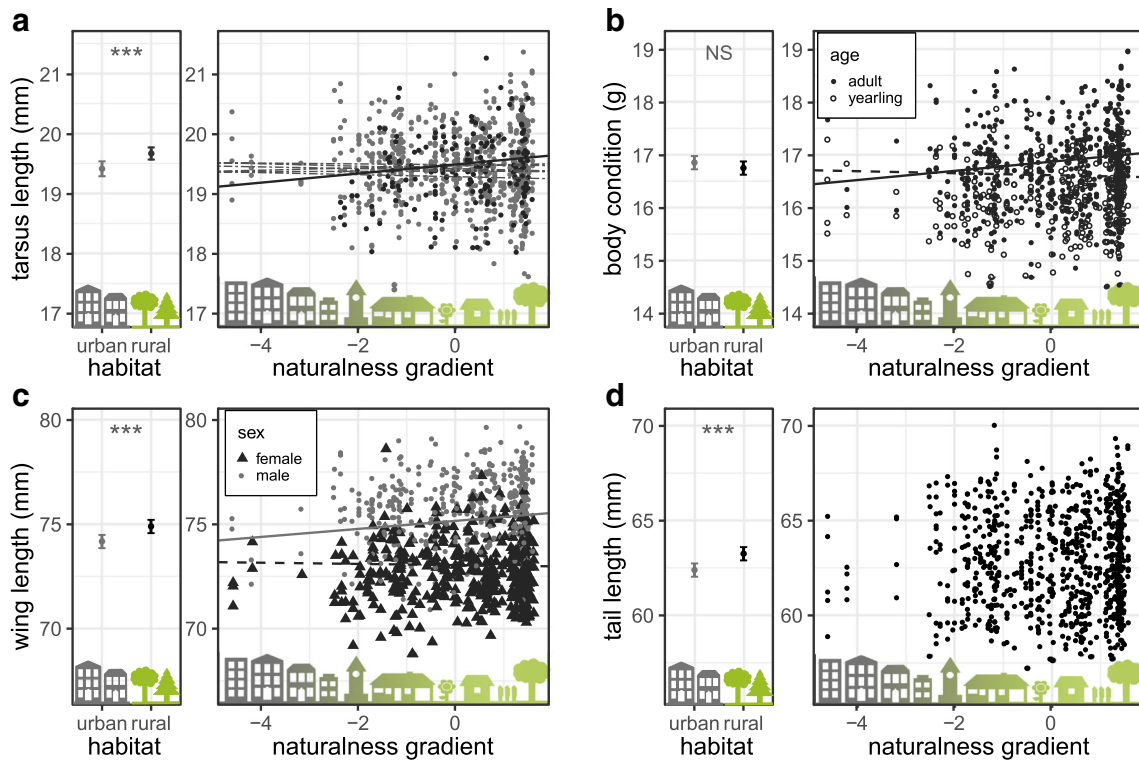 a
tarsus length (mm)
21
20
19
18
17
***
urban rural
habitat
21
20
19
18
17
−4 −2 0
naturalness gradient
b
body condition (g)
19
18
17
16
15
14
NS
urban rural
habitat
19
18
17
16
15
14
age
adult
yearling
−4 −2 0
naturalness gradient
c
wing length (mm)
80
75
70
***
urban rural
habitat
80
75
70
sex
female
male
−4 −2 0
naturalness gradient
d
tail length (mm)
70
65
60
***
urban rural
habitat
70
65
60
−4 −2 0
naturalness gradient